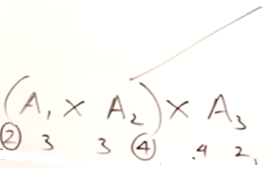 (A₁ × A₂) × A₃
② 3 3 ④ 4 2